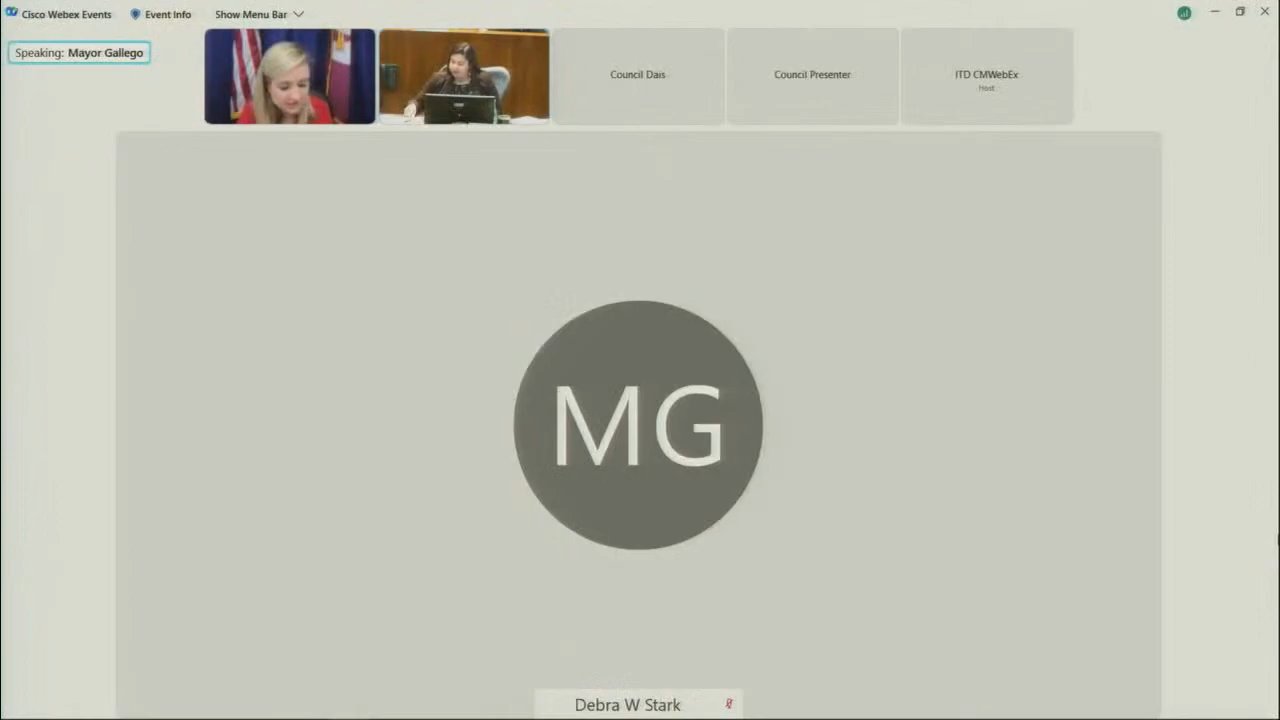 Cisco Webex Events
Event Info
Show Menu Bar
Speaking: Mayor Gallego
Council Dais
Council Presenter
ITD CMWebEx
Host
MG
Debra W Stark